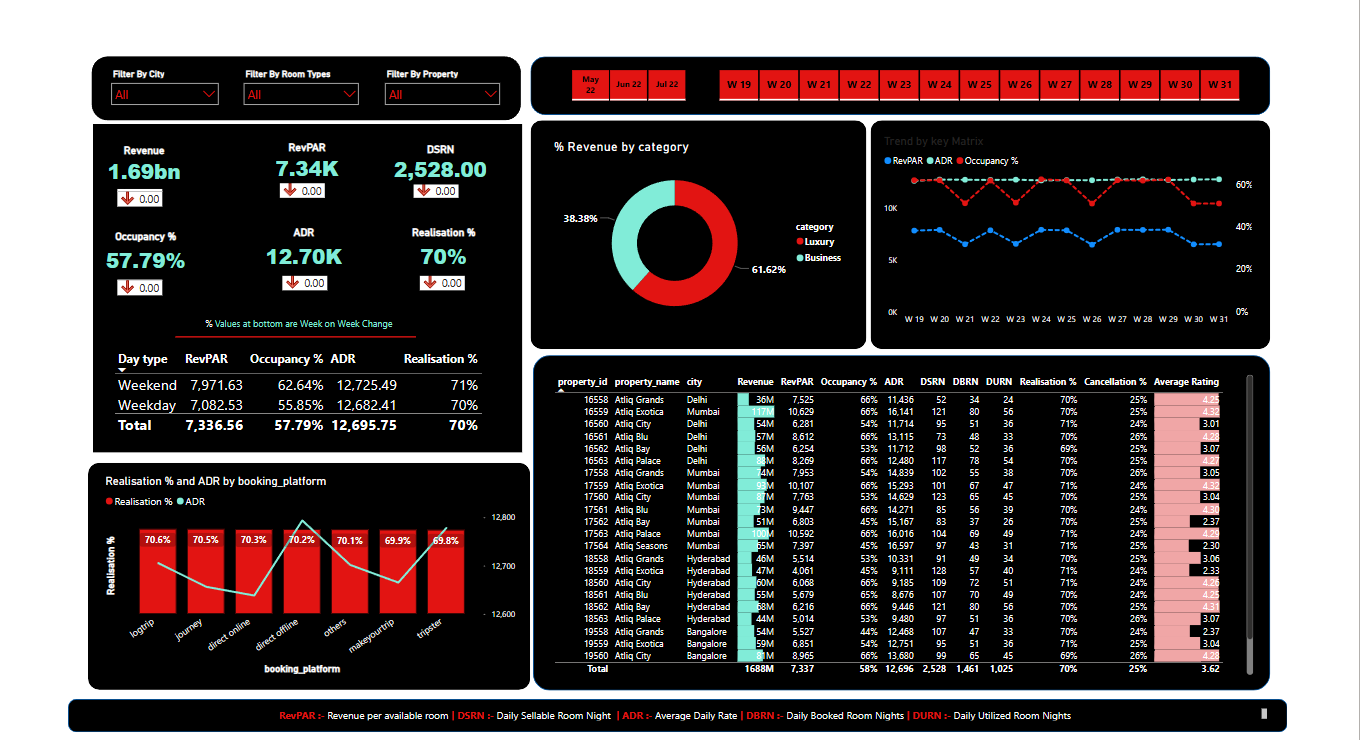 Filter By City
All
Filter By Room Types
All
Filter By Property
All
May 22
Jun 22
Jul 22
W 19 W 20 W 21 W 22 W 23 W 24 W 25 W 26 W 27 W 28 W 29 W 30 W 31
Revenue
1.69bn
0.00
RevPAR
7.34K
0.00
DSRN
2,528.00
0.00
Occupancy %
57.79%
0.00
ADR
12.70K
0.00
Realisation %
70%
0.00
% Values at bottom are Week on Week Change
Day type RevPAR Occupancy % ADR Realisation %
Weekend 7,971.63 62.64% 12,725.49 71%
Weekday 7,082.53 55.85% 12,682.41 70%
Total 7,336.56 57.79% 12,695.75 70%
% Revenue by category
38.38%
61.62%
category
Luxury
Business
Trend by key Matrix
RevPAR ADR Occupancy %
10K
5K
0K
60%
40%
20%
0%
W 19 W 20 W 21 W 22 W 23 W 24 W 25 W 26 W 27 W 28 W 29 W 30 W 31
Realisation % and ADR by booking_platform
Realisation % ADR
Realisation %
70.6% 70.5% 70.3% 70.2% 70.1% 69.9% 69.8%
12,800
12,700
12,600
logtrip journey direct online direct offline others makeyourtrip tripster
booking_platform
property_id property_name city Revenue RevPAR Occupancy % ADR DSRN DBRN DURN Realisation % Cancellation % Average Rating
16558 Atliq Grands Delhi 36M 7,525 66% 11,436 52 34 24 70% 25% 4.25
16559 Atliq Exotica Mumbai 117M 10,629 66% 16,141 121 80 56 70% 25% 4.32
16560 Atliq City Delhi 54M 6,281 54% 11,714 95 51 36 71% 24% 3.01
16561 Atliq Blu Delhi 57M 8,612 66% 13,115 73 48 33 70% 26% 4.28
16562 Atliq Bay Delhi 56M 6,254 53% 11,712 98 52 36 69% 25% 3.07
16563 Atliq Palace Delhi 8,269 66% 12,480 117 78 54 70% 25% 4.27
17558 Atliq Grands Mumbai 74M 7,953 54% 14,839 102 55 38 70% 26% 3.05
17559 Atliq Exotica Mumbai 93M 10,107 66% 15,293 101 67 47 71% 24% 4.32
17560 Atliq City Mumbai 87M 7,763 53% 14,629 123 65 45 70% 24% 3.04
17561 Atliq Blu Mumbai 73M 9,447 66% 14,271 85 56 39 71% 24% 4.30
17562 Atliq Bay Mumbai 51M 6,803 45% 15,167 83 37 26 70% 25% 2.37
17563 Atliq Palace Mumbai 100M 10,592 66% 16,016 104 69 49 71% 24% 4.29
17564 Atliq Seasons Mumbai 65M 7,397 45% 16,597 97 43 31 71% 24% 2.30
18558 Atliq Grands Hyderabad 46M 5,514 53% 10,331 91 49 34 70% 25% 3.06
18559 Atliq Exotica Hyderabad 47M 4,061 45% 9,111 128 57 40 71% 24% 2.33
18560 Atliq City Hyderabad 60M 6,068 66% 9,185 109 72 51 71% 24% 4.26
18561 Atliq Blu Hyderabad 55M 5,679 65% 8,676 107 70 49 70% 24% 4.25
18562 Atliq Bay Hyderabad 68M 6,216 66% 9,446 121 80 56 70% 24% 4.31
18563 Atliq Palace Hyderabad 44M 5,014 53% 9,480 97 51 36 70% 26% 3.07
19558 Atliq Grands Bangalore 54M 5,527 44% 12,468 107 47 33 70% 24% 2.37
19559 Atliq Exotica Bangalore 59M 6,851 54% 12,751 95 51 36 71% 24% 3.04
19560 Atliq City Bangalore 81M 8,965 66% 13,680 99 65 45 69% 26% 4.28
Total 1688M 7,337 58% 12,696 2,528 1,461 1,025 70% 25% 3.62
RevPAR :- Revenue per available room | DSRN :- Daily Sellable Room Night | ADR :- Average Daily Rate | DBRN :- Daily Booked Room Nights | DURN :- Daily Utilized Room Nights